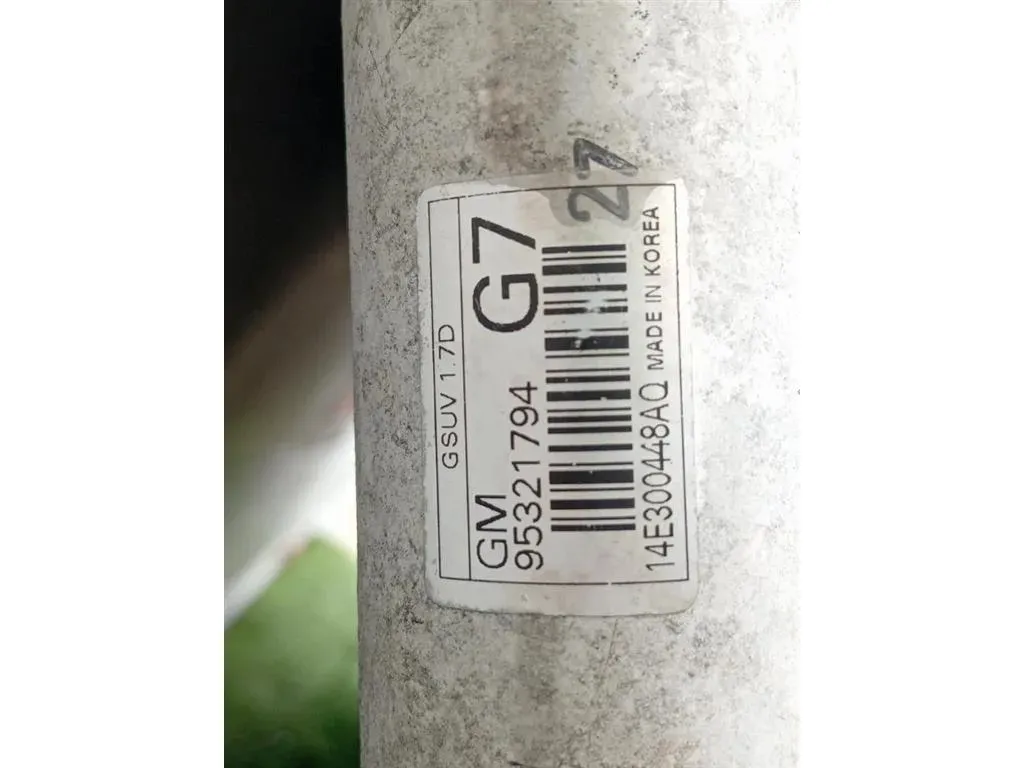 GSUV 1.7D
GM
95321794
G7
27
14E300448AQ MADE IN KOREA